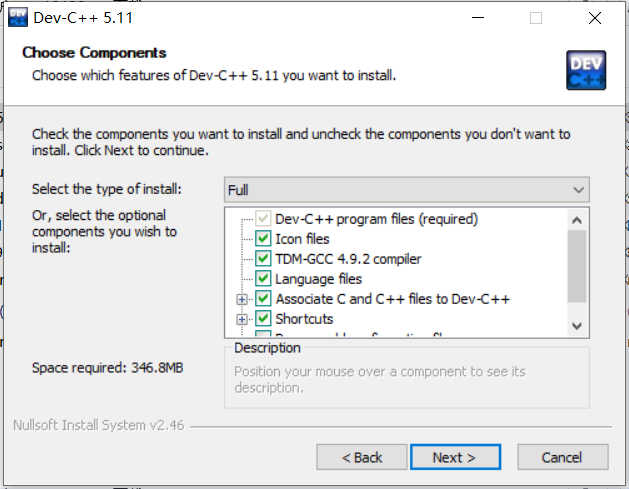 Dev-C++ 5.11
Choose Components
Choose which features of Dev-C++ 5.11 you want to install.
DEV
C++
Check the components you want to install and uncheck the components you don't want to
install. Click Next to continue.
Select the type of install:
Full
Or, select the optional
components you wish to
install:
Dev-C++ program files (required)
Icon files
TDM-GCC 4.9.2 compiler
Language files
Associate C and C++ files to Dev-C++
Shortcuts
Space required: 346.8MB
Description
Position your mouse over a component to see its
description.
Nullsoft Install System v2.46
< Back
Next >
Cancel